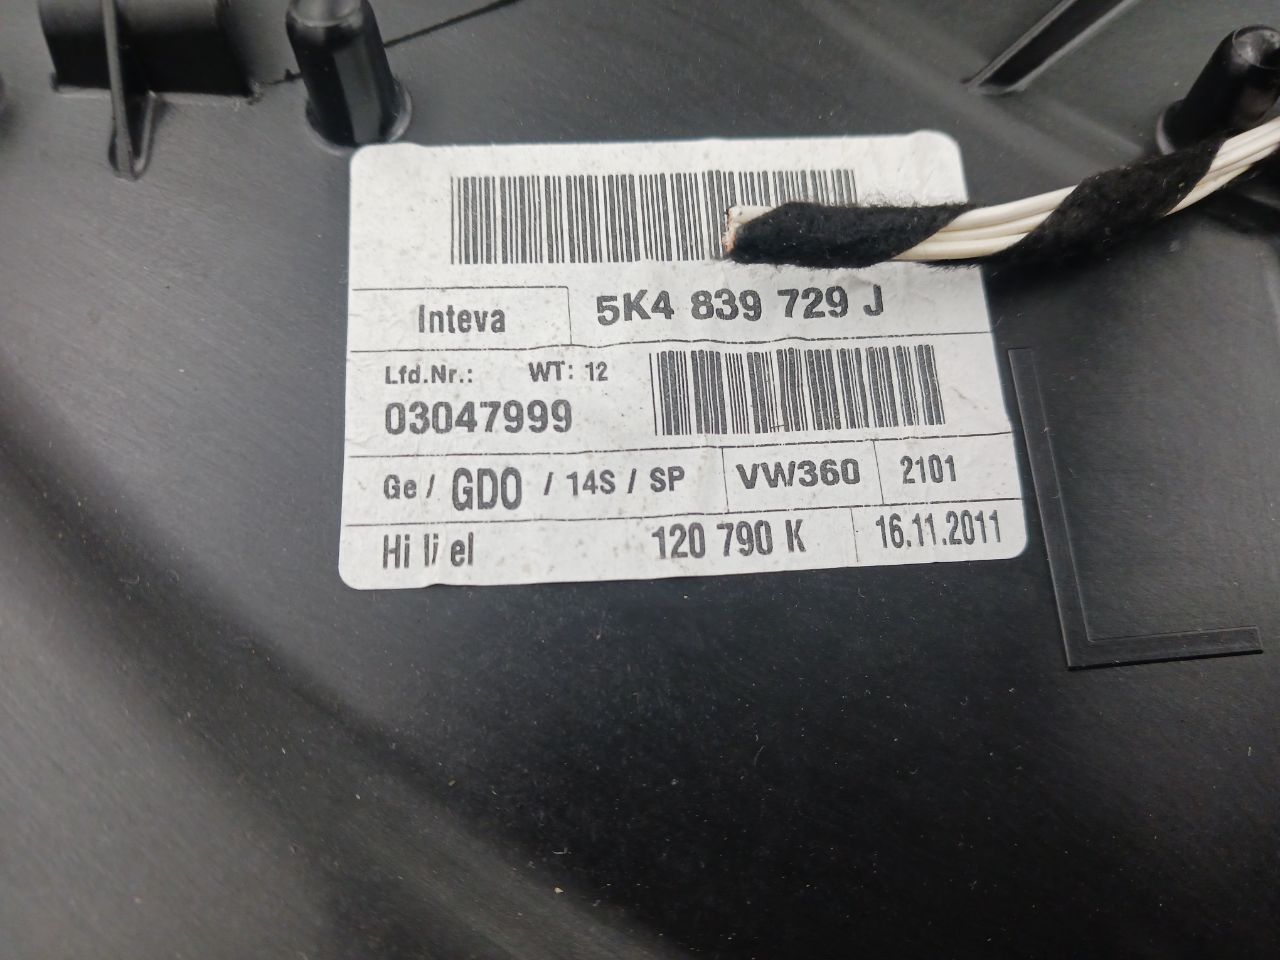 Inteva 5K4 839 729 J
Lfd.Nr.: WT: 12
03047999
Ge / GDO / 14S / SP VW360 2101
Hi li el 120 790 K 16.11.2011